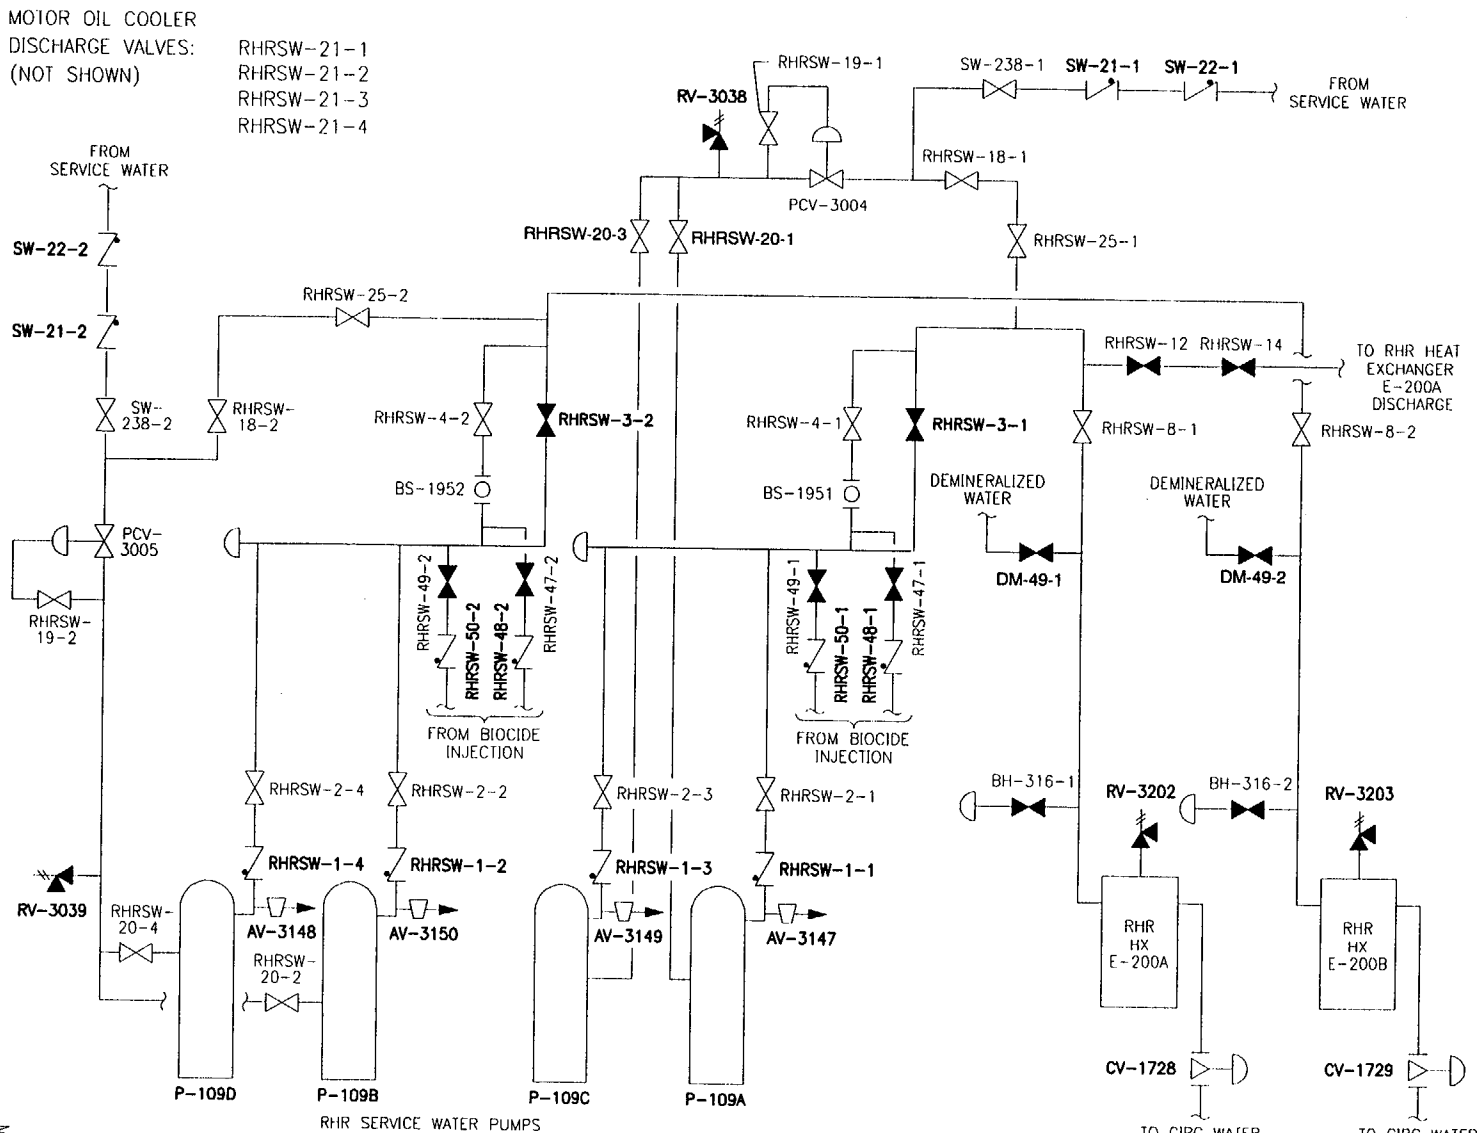 MOTOR OIL COOLER
DISCHARGE VALVES:
(NOT SHOWN)
RHRSW-21-1
RHRSW-21-2
RHRSW-21-3
RHRSW-21-4
RHRSW-19-1
SW-238-1
SW-21-1
SW-22-1
FROM
SERVICE WATER
RV-3038
FROM
SERVICE WATER
RHRSW-18-1
PCV-3004
RHRSW-20-3
RHRSW-20-1
RHRSW-25-1
SW-22-2
RHRSW-25-2
SW-21-2
RHRSW-12
RHRSW-14
TO RHR HEAT
EXCHANGER
E-200A
DISCHARGE
SW-
238-2
RHRSW-
18-2
RHRSW-4-2
RHRSW-3-2
RHRSW-4-1
RHRSW-3-1
RHRSW-8-1
RHRSW-8-2
BS-1952
BS-1951
DEMINERALIZED
WATER
DEMINERALIZED
WATER
PCV-
3005
RHRSW-49-2
RHRSW-50-2
RHRSW-48-2
RHRSW-47-2
RHRSW-49-1
RHRSW-50-1
RHRSW-48-1
RHRSW-47-1
DM-49-1
DM-49-2
RHRSW-
19-2
FROM BIOCIDE
INJECTION
FROM BIOCIDE
INJECTION
RHRSW-2-4
RHRSW-2-2
RHRSW-2-3
RHRSW-2-1
BH-316-1
RV-3202
BH-316-2
RV-3203
RHRSW-1-4
RHRSW-1-2
RHRSW-1-3
RHRSW-1-1
RV-3039
RHRSW-
20-4
AV-3148
AV-3150
AV-3149
AV-3147
RHRSW-
20-2
RHR
HX
E-200A
RHR
HX
E-200B
CV-1728
CV-1729
P-109D
P-109B
P-109C
P-109A
RHR SERVICE WATER PUMPS
TO CIRC WATER
TO CIRC WATER